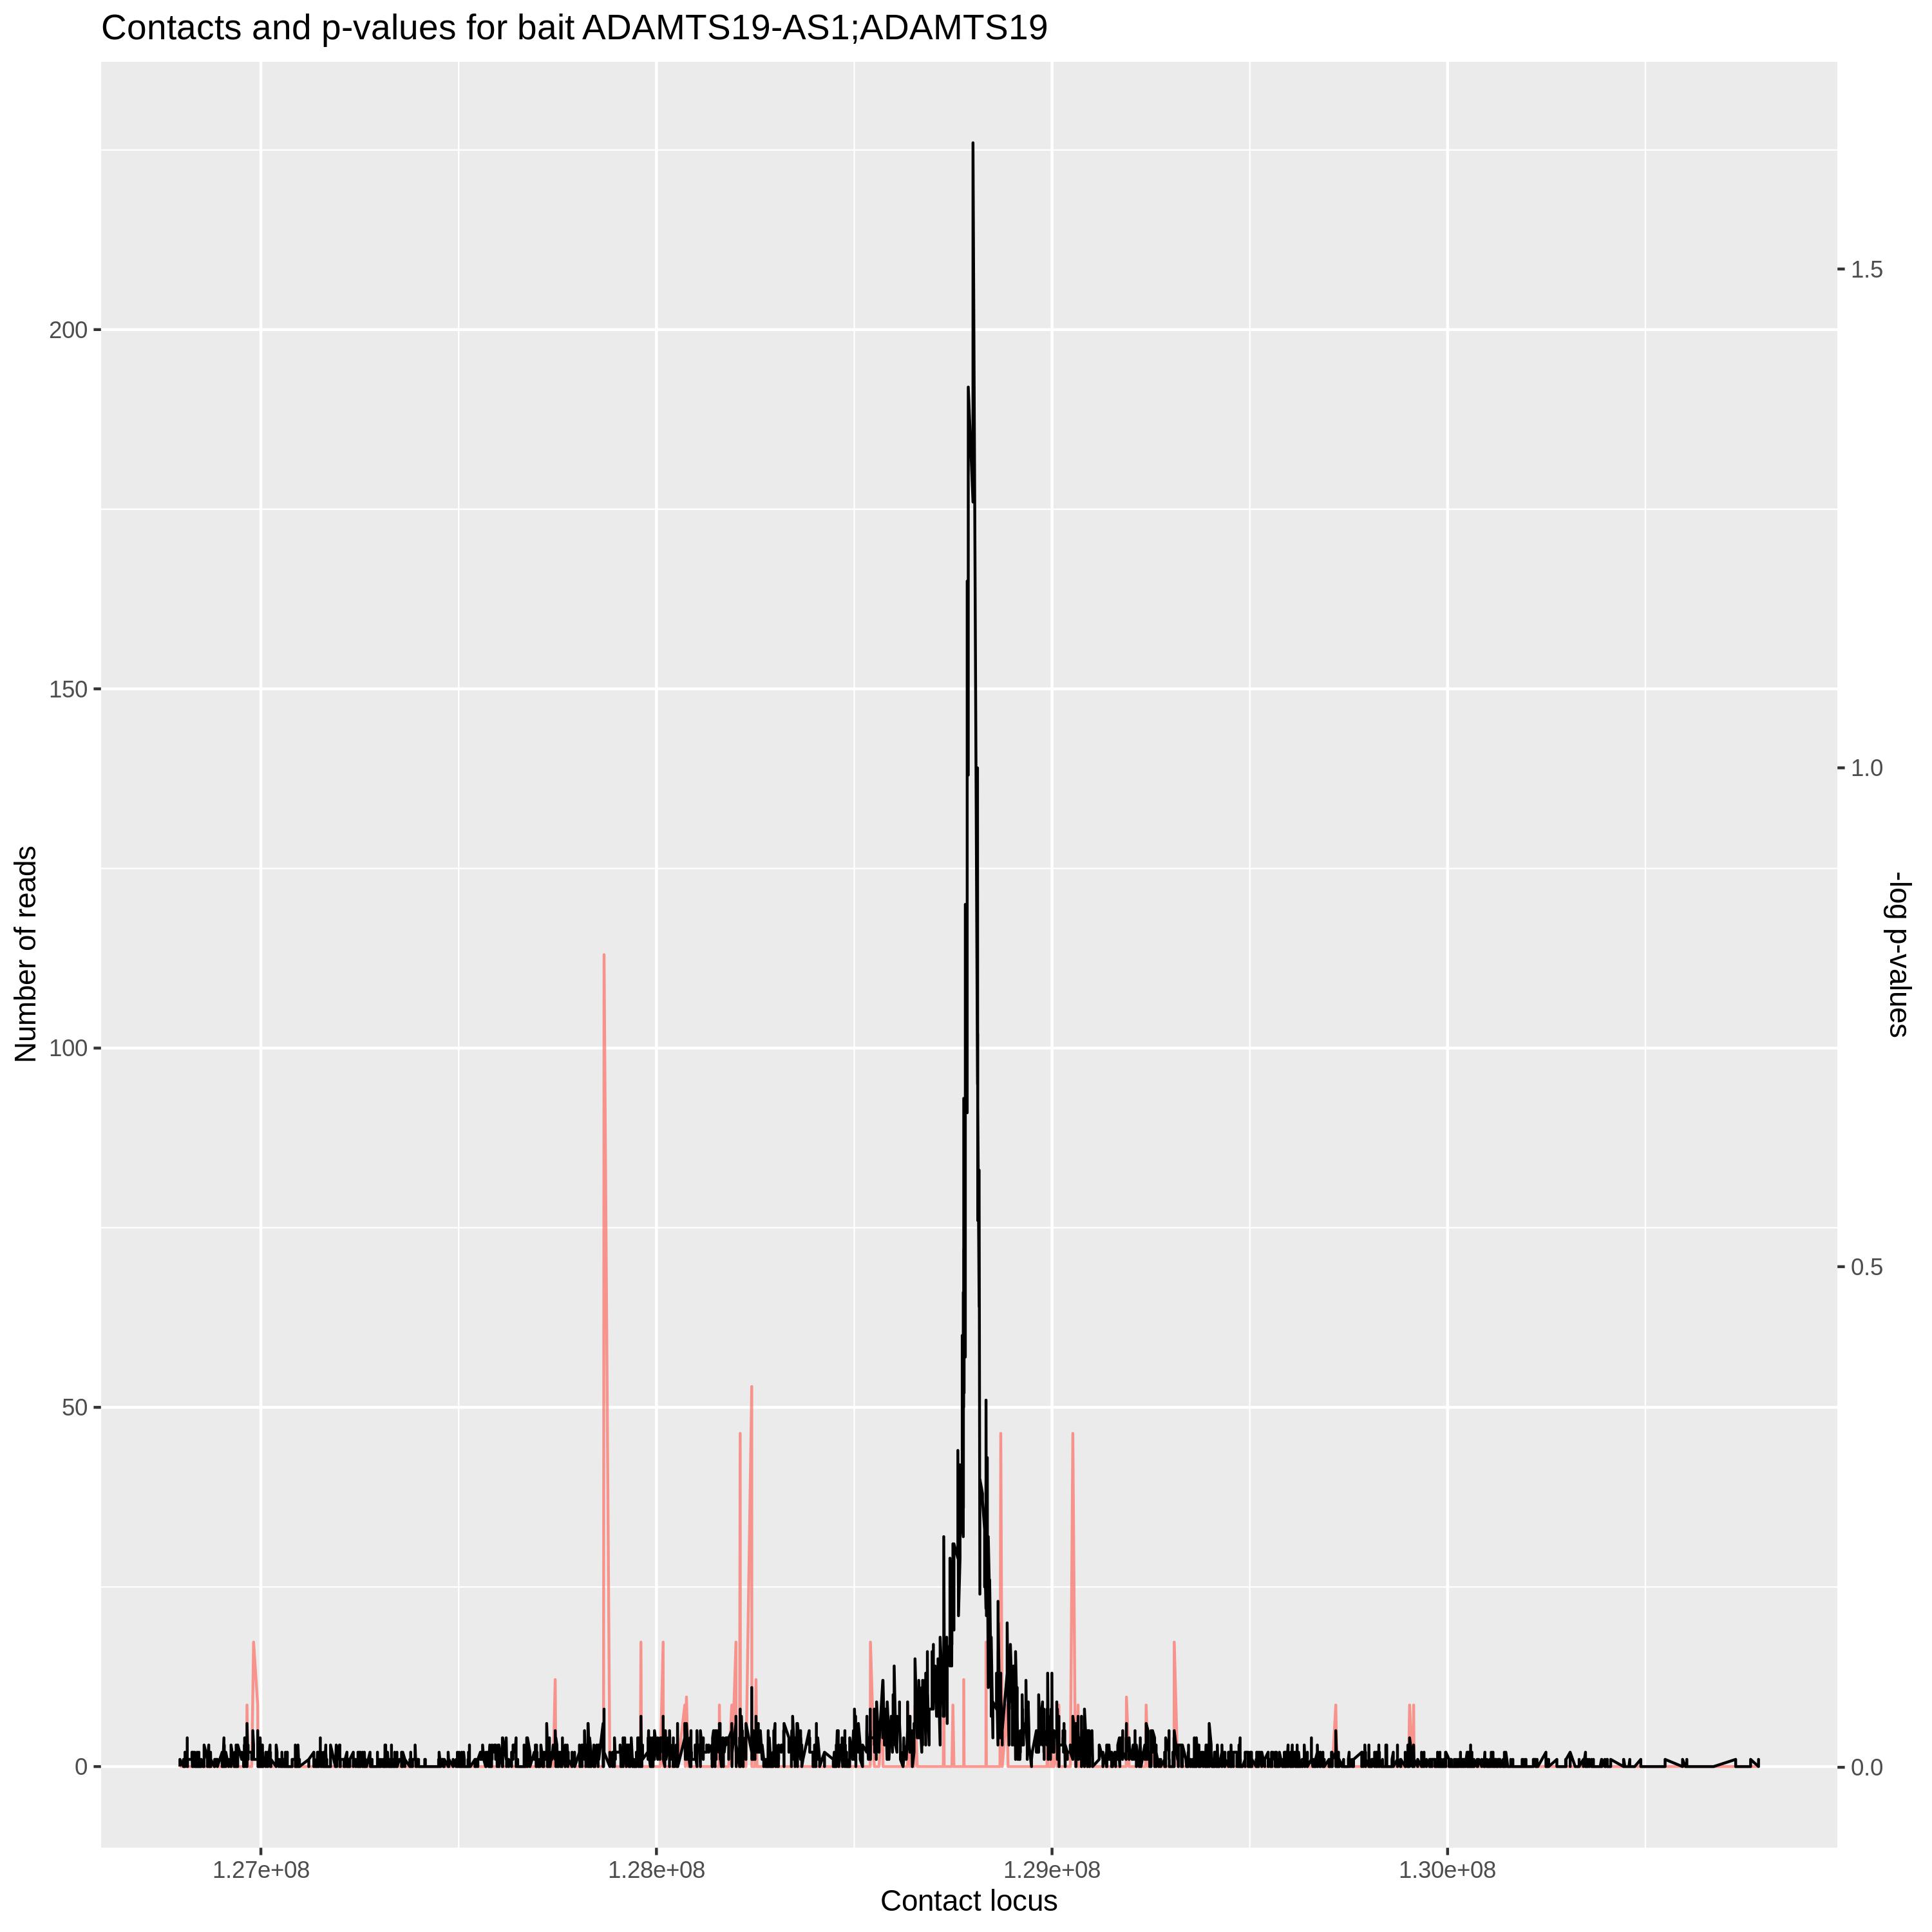 Contacts and p-values for bait ADAMTS19-AS1;ADAMTS19
Number of reads
200
150
100
50
0
1.5
1.0
0.5
0.0
-log p-values
1.27e+08
1.28e+08
1.29e+08
1.30e+08
Contact locus